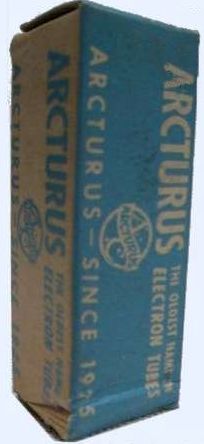 ARCTURUS
THE OLDEST NAME IN
ELECTRON TUBES
ARCTURUS
ARCTURUS — SINCE 1925
ARCTURUS
THE OLDEST NAME IN
ELECTRON TUBES
ARCTURUS — SINCE